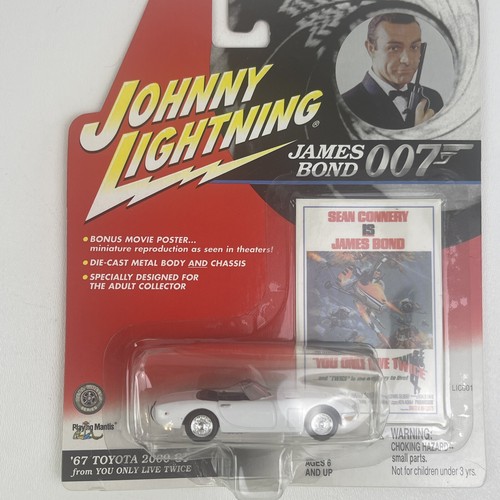 JOHNNY
LIGHTNING®
JAMES
BOND 007
• BONUS MOVIE POSTER...
miniature reproduction as seen in theaters!
• DIE-CAST METAL BODY AND CHASSIS
• SPECIALLY DESIGNED FOR
THE ADULT COLLECTOR
SEAN CONNERY
IS
JAMES BOND
"YOU ONLY LIVE TWICE"
Playing Mantis
'67 TOYOTA 2000 GT
from YOU ONLY LIVE TWICE
AGES 8
AND UP
WARNING:
CHOKING HAZARD-
small parts.
Not for children under 3 yrs.